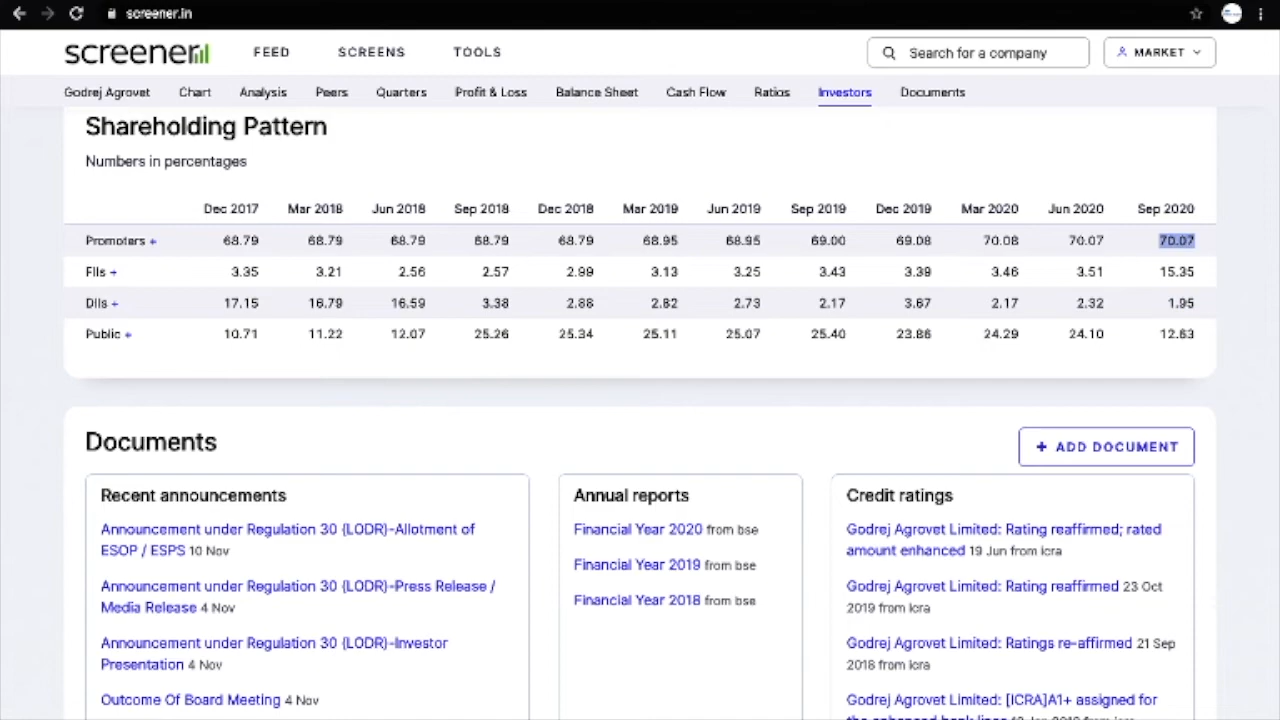 screener.in
screener
FEED SCREENS TOOLS Search for a company MARKET
Godrej Agrovet Chart Analysis Peers Quarters Profit & Loss Balance Sheet Cash Flow Ratios Investors Documents
Shareholding Pattern
Numbers in percentages
Dec 2017 Mar 2018 Jun 2018 Sep 2018 Dec 2018 Mar 2019 Jun 2019 Sep 2019 Dec 2019 Mar 2020 Jun 2020 Sep 2020
Promoters + 68.79 68.79 68.79 68.79 68.79 68.95 68.95 69.00 69.08 70.08 70.07 70.07
FIIs + 3.35 3.21 2.56 2.57 2.99 3.13 3.25 3.43 3.39 3.46 3.51 15.35
DIIs + 17.15 16.79 16.59 3.38 2.88 2.82 2.73 2.17 3.67 2.17 2.32 1.95
Public + 10.71 11.22 12.07 25.26 25.34 25.11 25.07 25.40 23.86 24.29 24.10 12.63
Documents
+ ADD DOCUMENT
Recent announcements
Announcement under Regulation 30 (LODR)-Allotment of
ESOP / ESPS 10 Nov
Announcement under Regulation 30 (LODR)-Press Release /
Media Release 4 Nov
Announcement under Regulation 30 (LODR)-Investor
Presentation 4 Nov
Outcome Of Board Meeting 4 Nov
Annual reports
Financial Year 2020 from bse
Financial Year 2019 from bse
Financial Year 2018 from bse
Credit ratings
Godrej Agrovet Limited: Rating reaffirmed; rated
amount enhanced 19 Jun from icra
Godrej Agrovet Limited: Rating reaffirmed 23 Oct
2019 from icra
Godrej Agrovet Limited: Ratings re-affirmed 21 Sep
2018 from icra
Godrej Agrovet Limited: [ICRA]A1+ assigned for